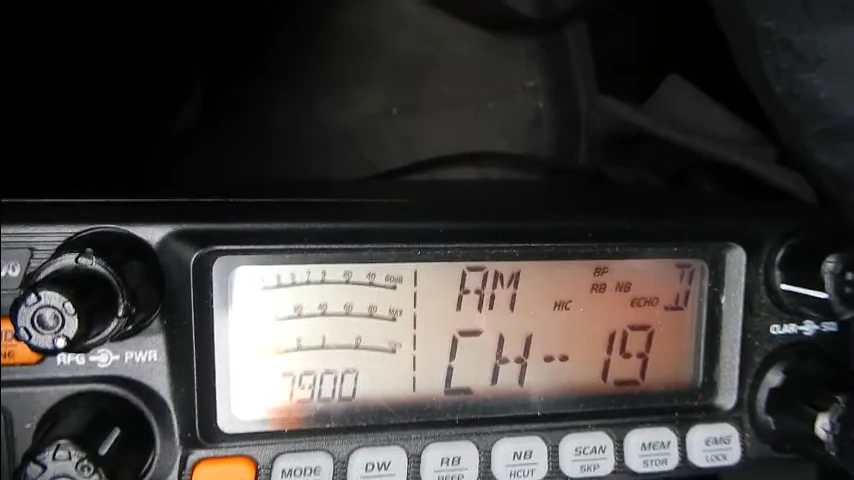 AM
BP
RB NB
HIC
ECHO
D
CH--19
7900
RFG
PWR
CLAR
MODE
DW
RB
BEEP
NB
HCUT
SCAN
SKP
MEM
STOR
EMG
LOCK